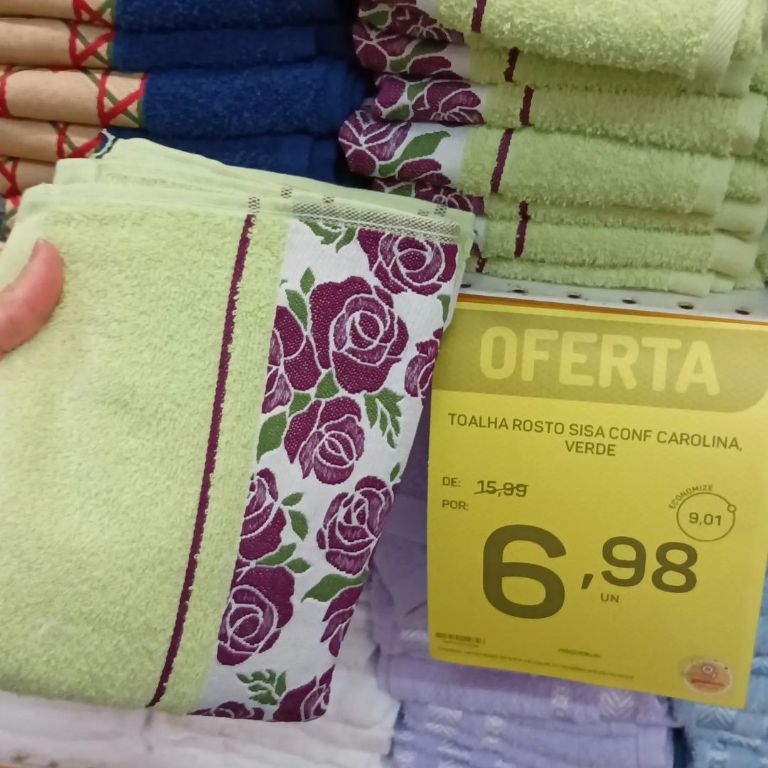 OFERTA
TOALHA ROSTO SISA CONF CAROLINA,
VERDE
DE: 15,99
ECONOMIZE
9,01
POR:
6,98
UN